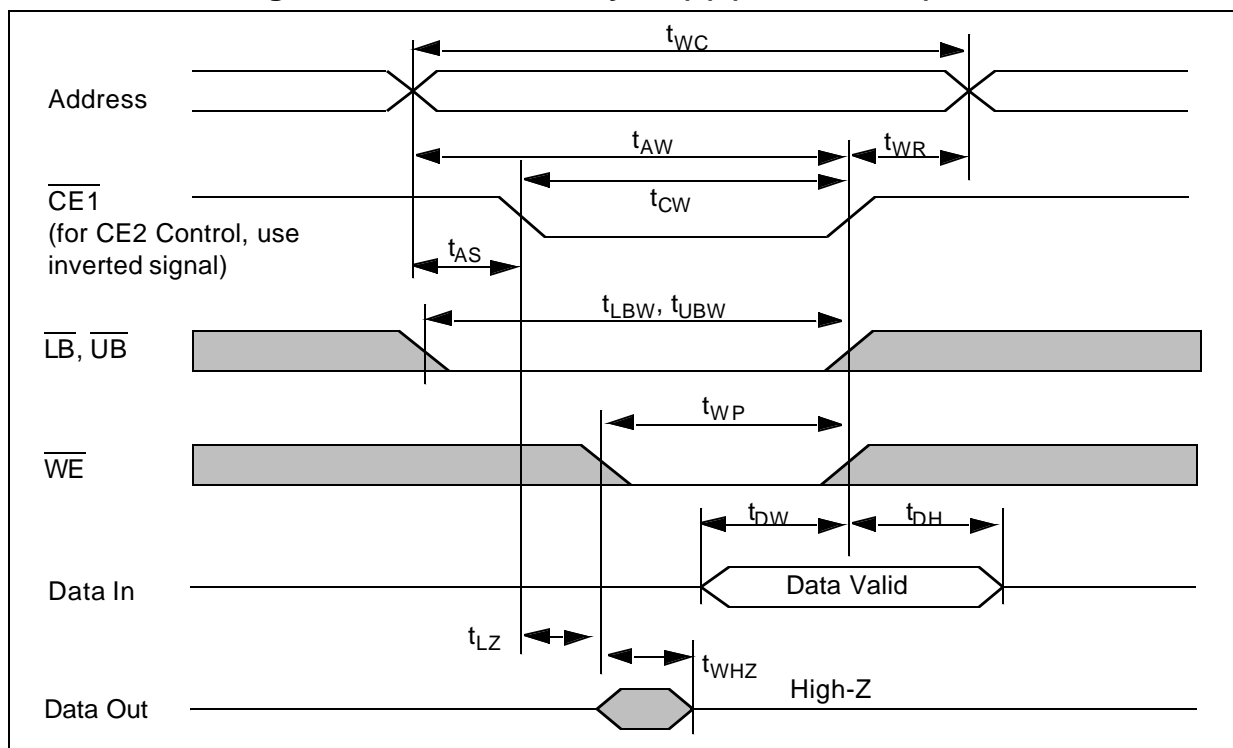 tWC
Address
tAW
tWR
CE1
(for CE2 Control, use
inverted signal)
tCW
tAS
tLBW, tUBW
LB, UB
tWP
WE
tDW
tDH
Data In
Data Valid
tLZ
tWHZ
High-Z
Data Out